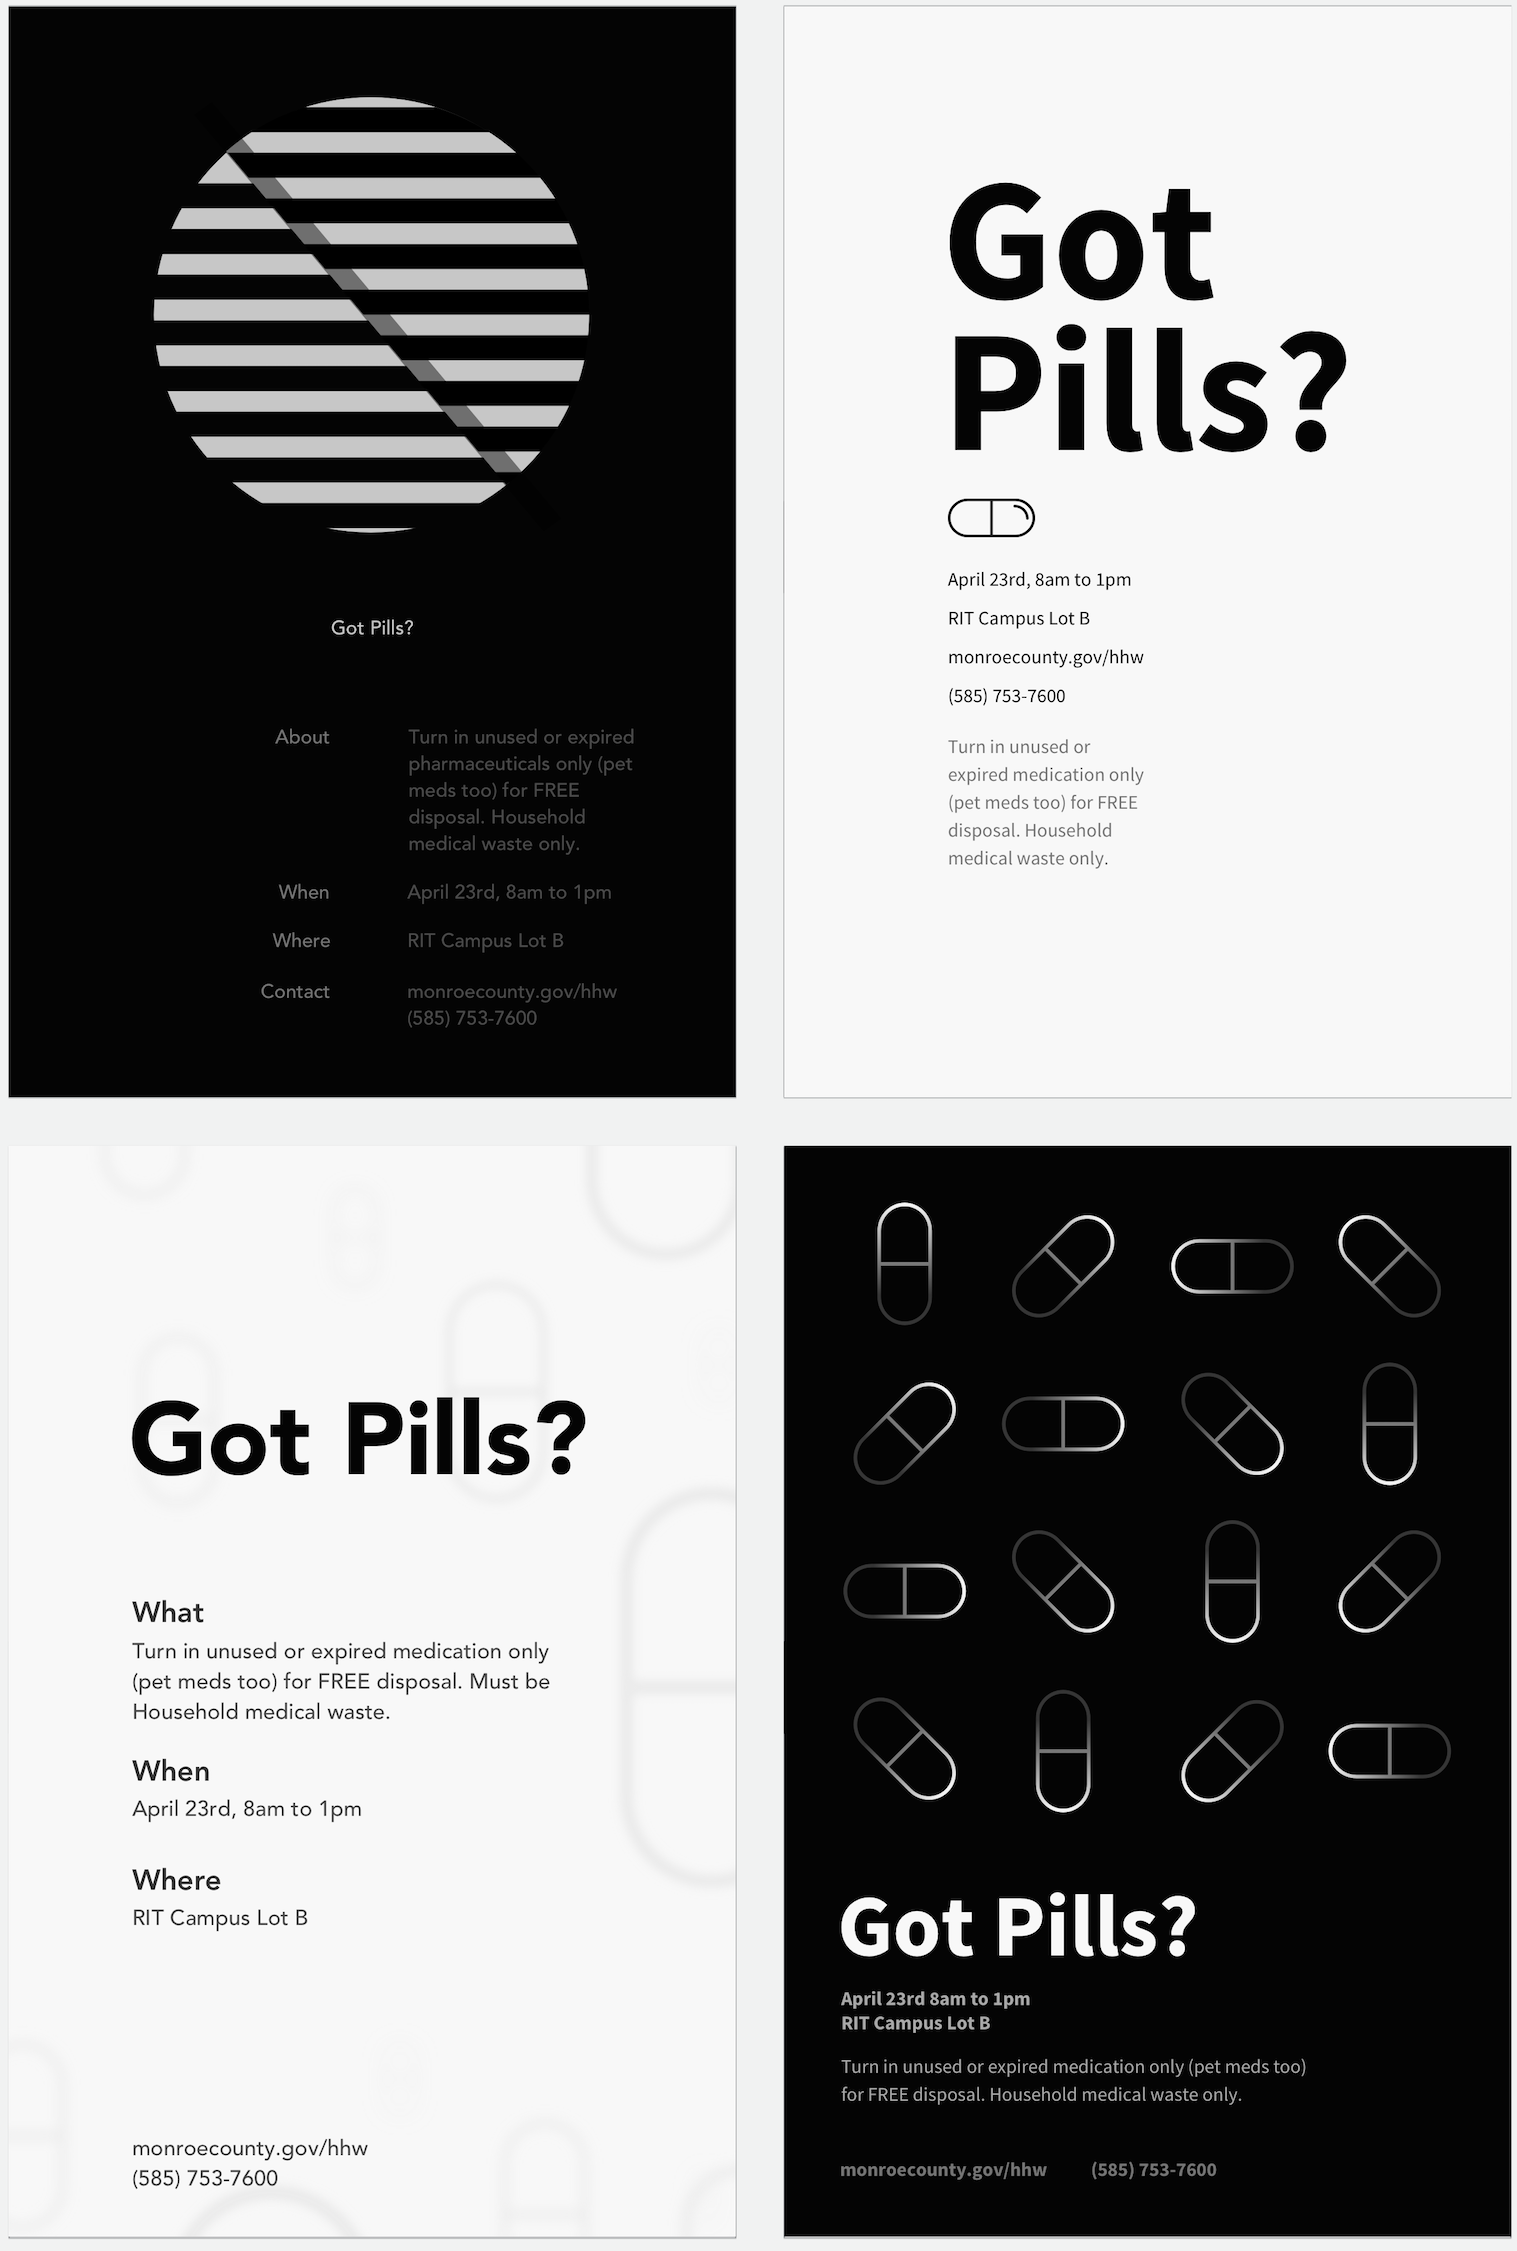 Got Pills?
About
Turn in unused or expired
pharmaceuticals only (pet
meds too) for FREE
disposal. Household
medical waste only.
When
April 23rd, 8am to 1pm
Where
RIT Campus Lot B
Contact
monroecounty.gov/hhw
(585) 753-7600
Got
Pills?
April 23rd, 8am to 1pm
RIT Campus Lot B
monroecounty.gov/hhw
(585) 753-7600
Turn in unused or
expired medication only
(pet meds too) for FREE
disposal. Household
medical waste only.
Got Pills?
What
Turn in unused or expired medication only
(pet meds too) for FREE disposal. Must be
Household medical waste.
When
April 23rd, 8am to 1pm
Where
RIT Campus Lot B
monroecounty.gov/hhw
(585) 753-7600
Got Pills?
April 23rd 8am to 1pm
RIT Campus Lot B
Turn in unused or expired medication only (pet meds too)
for FREE disposal. Household medical waste only.
monroecounty.gov/hhw (585) 753-7600